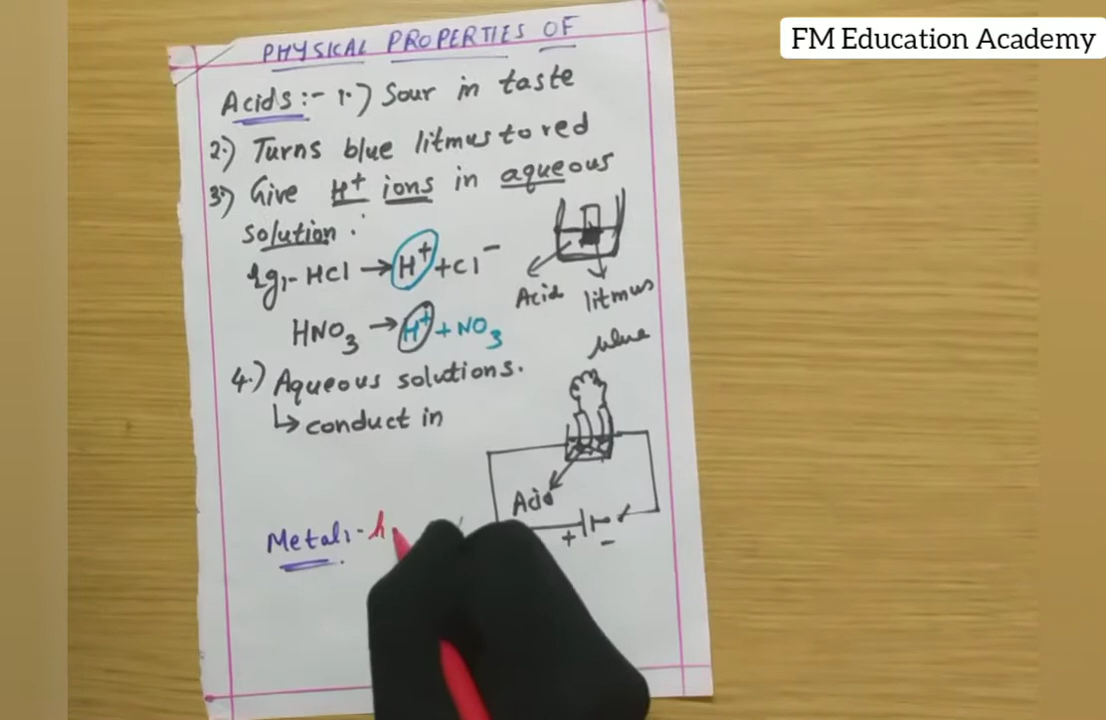 FM Education Academy
PHYSICAL PROPERTIES OF
Acids :- 1.) Sour in taste
2.) Turns blue litmus to red
3.) Give H+ ions in aqueous
solution.
Eg:- HCl → H+ + Cl-
Acid litmus
blue
HNO3 → H+ + NO3
4.) Aqueous solutions.
↳ conduct in
Acid
+ -
Metal:- h